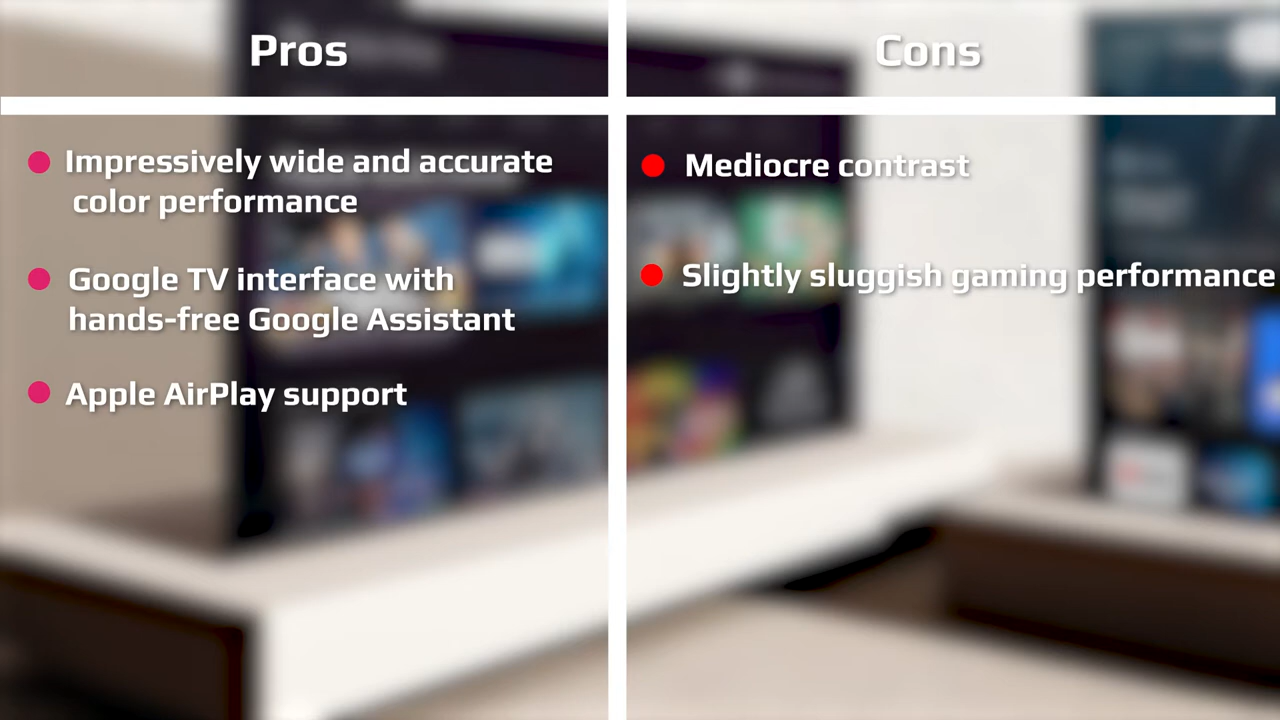 Pros
Impressively wide and accurate
color performance
Google TV interface with
hands-free Google Assistant
Apple AirPlay support
Cons
Mediocre contrast
Slightly sluggish gaming performance